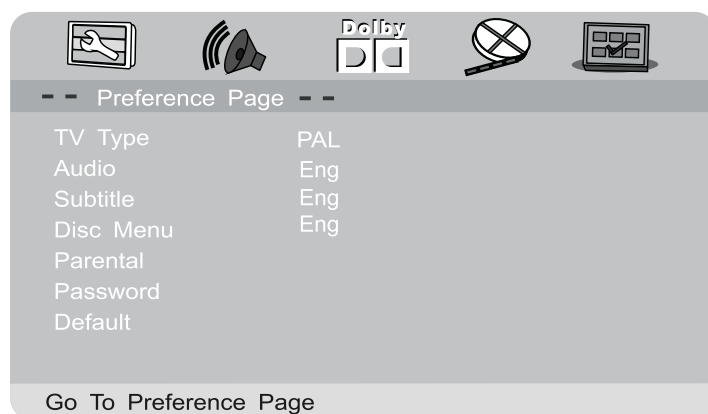 Dolby
- - Preference Page - -
TV Type PAL
Audio Eng
Subtitle Eng
Disc Menu Eng
Parental
Password
Default
Go To Preference Page